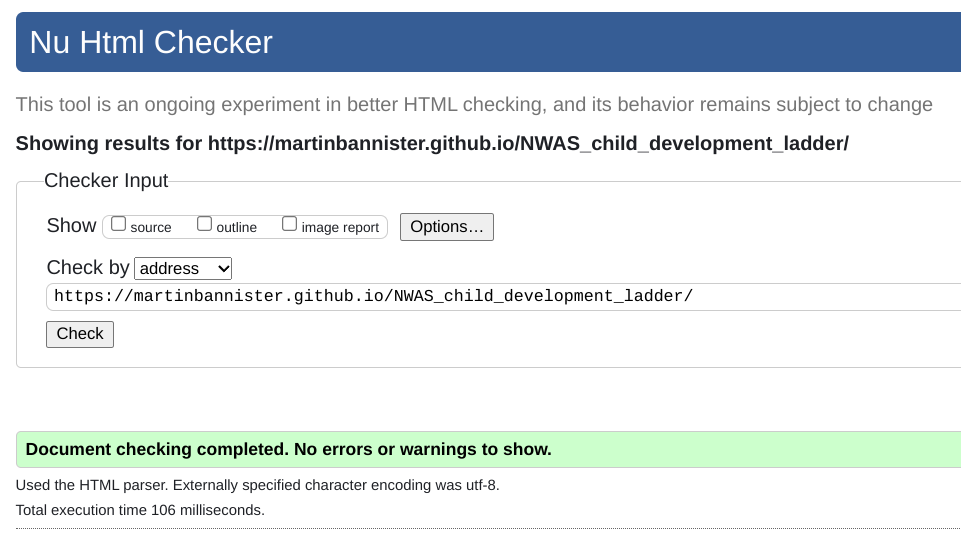 Nu Html Checker
This tool is an ongoing experiment in better HTML checking, and its behavior remains subject to change
Showing results for https://martinbannister.github.io/NWAS_child_development_ladder/
Checker Input
Show source outline image report Options…
Check by address
https://martinbannister.github.io/NWAS_child_development_ladder/
Check
Document checking completed. No errors or warnings to show.
Used the HTML parser. Externally specified character encoding was utf-8.
Total execution time 106 milliseconds.